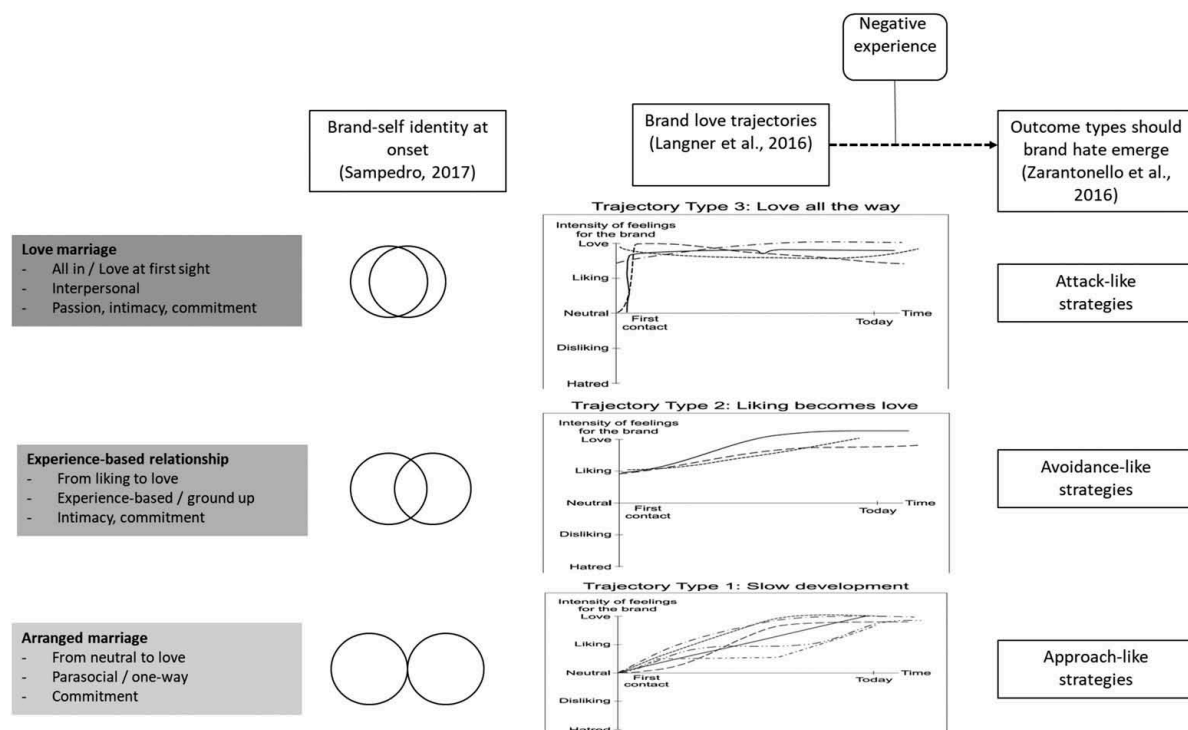 Negative
experience
Brand-self identity at
onset
(Sampedro, 2017)
Brand love trajectories
(Langner et al., 2016)
Outcome types should
brand hate emerge
(Zarantonello et al.,
2016)
Love marriage
- All in / Love at first sight
- Interpersonal
- Passion, intimacy, commitment
Trajectory Type 3: Love all the way
Intensity of feelings
for the brand
Love
Liking
Neutral
First
contact
Today
Time
Disliking
Hatred
Attack-like
strategies
Experience-based relationship
- From liking to love
- Experience-based / ground up
- Intimacy, commitment
Trajectory Type 2: Liking becomes love
Intensity of feelings
for the brand
Love
Liking
Neutral
First
contact
Today
Time
Disliking
Hatred
Avoidance-like
strategies
Arranged marriage
- From neutral to love
- Parasocial / one-way
- Commitment
Trajectory Type 1: Slow development
Intensity of feelings
for the brand
Love
Liking
Neutral
First
contact
Today
Time
Disliking
Hatred
Approach-like
strategies